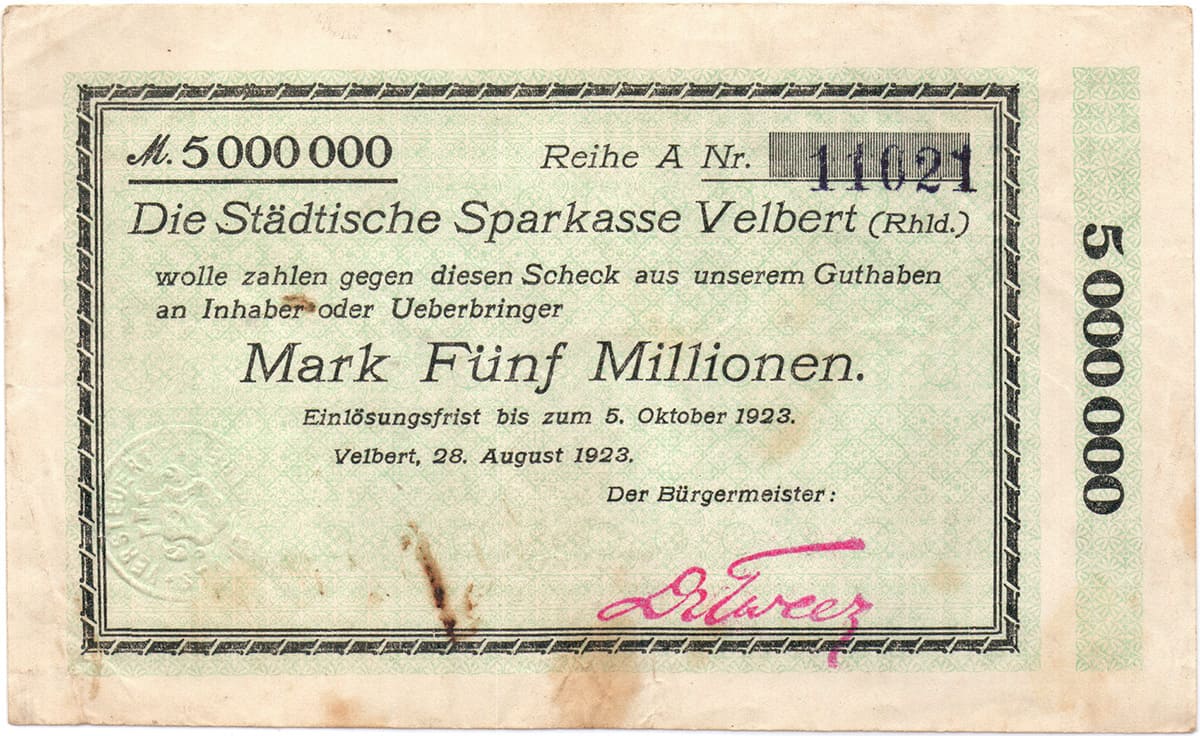 M. 5 000 000
Reihe A Nr. 11021
Die Städtische Sparkasse Velbert (Rhld.)
wolle zahlen gegen diesen Scheck aus unserem Guthaben
an Inhaber oder Ueberbringer
Mark Fünf Millionen.
Einlösungsfrist bis zum 5. Oktober 1923.
Velbert, 28. August 1923.
Der Bürgermeister:
5 000 000